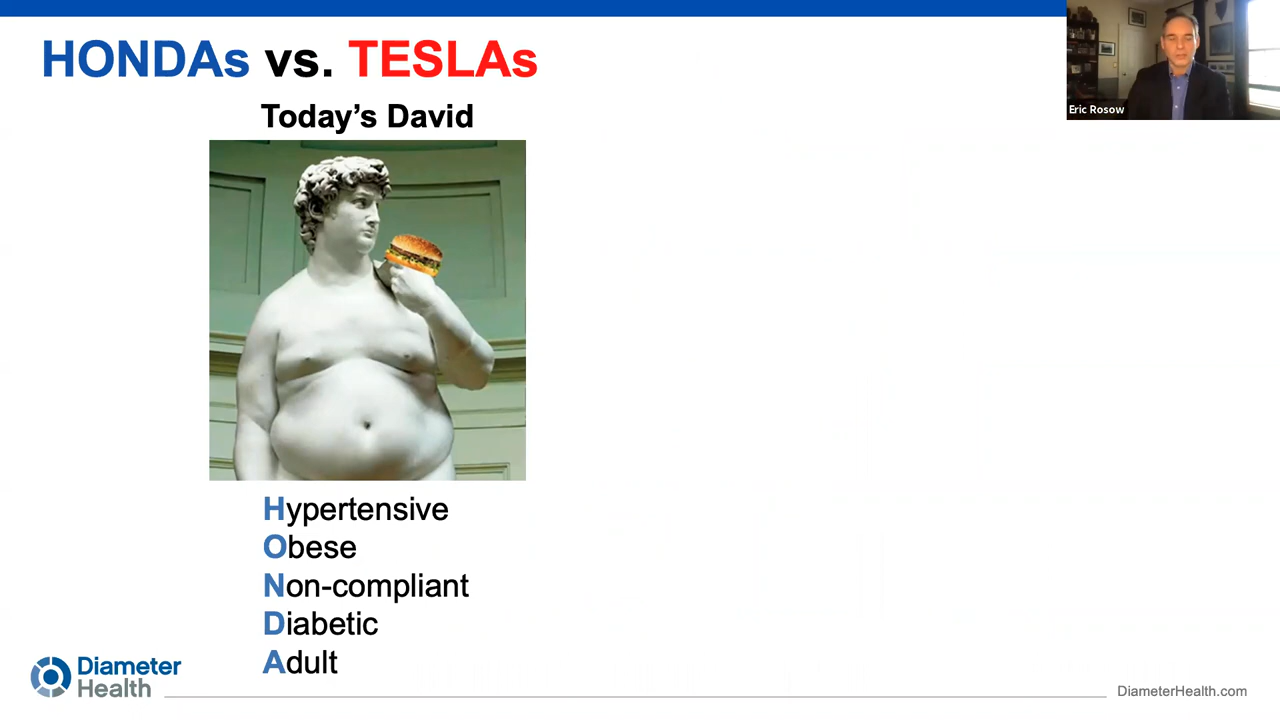 HONDAs vs. TESLAs
Today's David
Hypertensive
Obese
Non-compliant
Diabetic
Adult
Eric Rosow
Diameter
Health
DiameterHealth.com